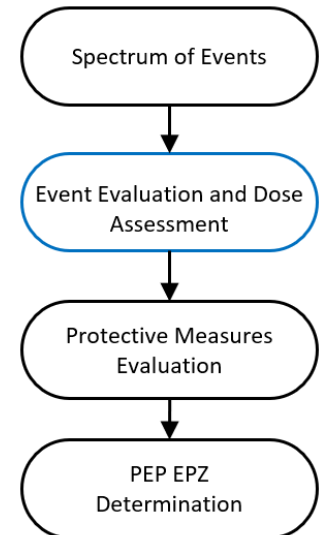 Spectrum of Events
Event Evaluation and Dose
Assessment
Protective Measures
Evaluation
PEP EPZ
Determination